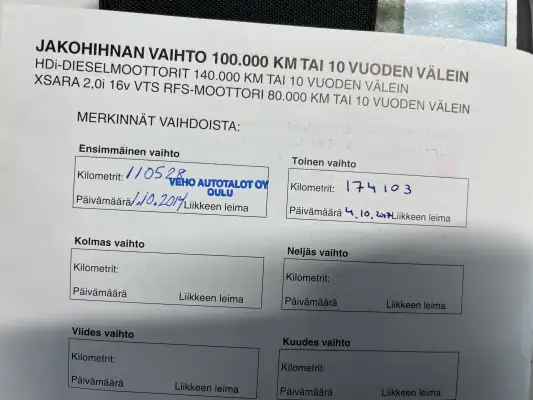 JAKOHIHNAN VAIHTO 100.000 KM TAI 10 VUODEN VÄLEIN
HDi-DIESELMOOTTORIT 140.000 KM TAI 10 VUODEN VÄLEIN
XSARA 2,0i 16v VTS RFS-MOOTTORI 80.000 KM TAI 10 VUODEN VÄLEIN
MERKINNÄT VAIHDOISTA:
Ensimmäinen vaihto
Kilometrit: 110528
VEHO AUTOTALOT OY
OULU
Päivämäärä 1.10.2014 Liikkeen leima
Toinen vaihto
Kilometrit: 174103
Päivämäärä 4.10.2017 Liikkeen leima
Kolmas vaihto
Kilometrit:
Päivämäärä Liikkeen leima
Neljäs vaihto
Kilometrit:
Päivämäärä Liikkeen leima
Viides vaihto
Kilometrit:
Päivämäärä Liikkeen leima
Kuudes vaihto
Kilometrit:
Päivämäärä Liikkeen leima